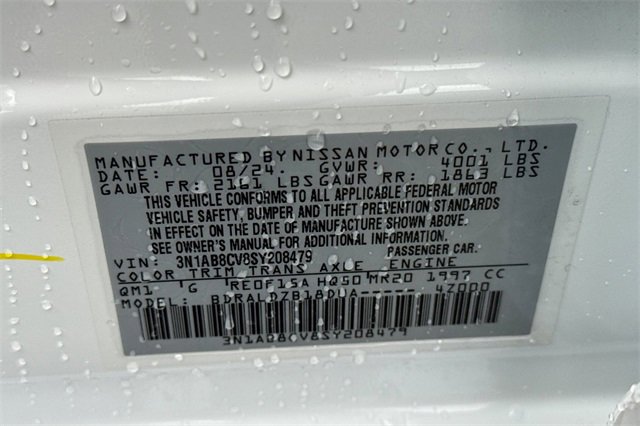 MANUFACTURED BY NISSAN MOTOR CO., LTD.
DATE: 08/24. GVWR: 4001 LBS
GAWR FR: 2161 LBS GAWR RR: 1863 LBS
THIS VEHICLE CONFORMS TO ALL APPLICABLE FEDERAL MOTOR
VEHICLE SAFETY, BUMPER AND THEFT PREVENTION STANDARDS
IN EFFECT ON THE DATE OF MANUFACTURE SHOWN ABOVE.
SEE OWNER'S MANUAL FOR ADDITIONAL INFORMATION.
VIN: 3N1AB8CV8SY208479 PASSENGER CAR.
COLOR TRIM TRANS AXLE ENGINE
QM1 G RE0F15A HQ50 MR20 1997 CC
MODEL: BDRALDZB18DUA----- 4Z000
3N1AB8CV8SY208479